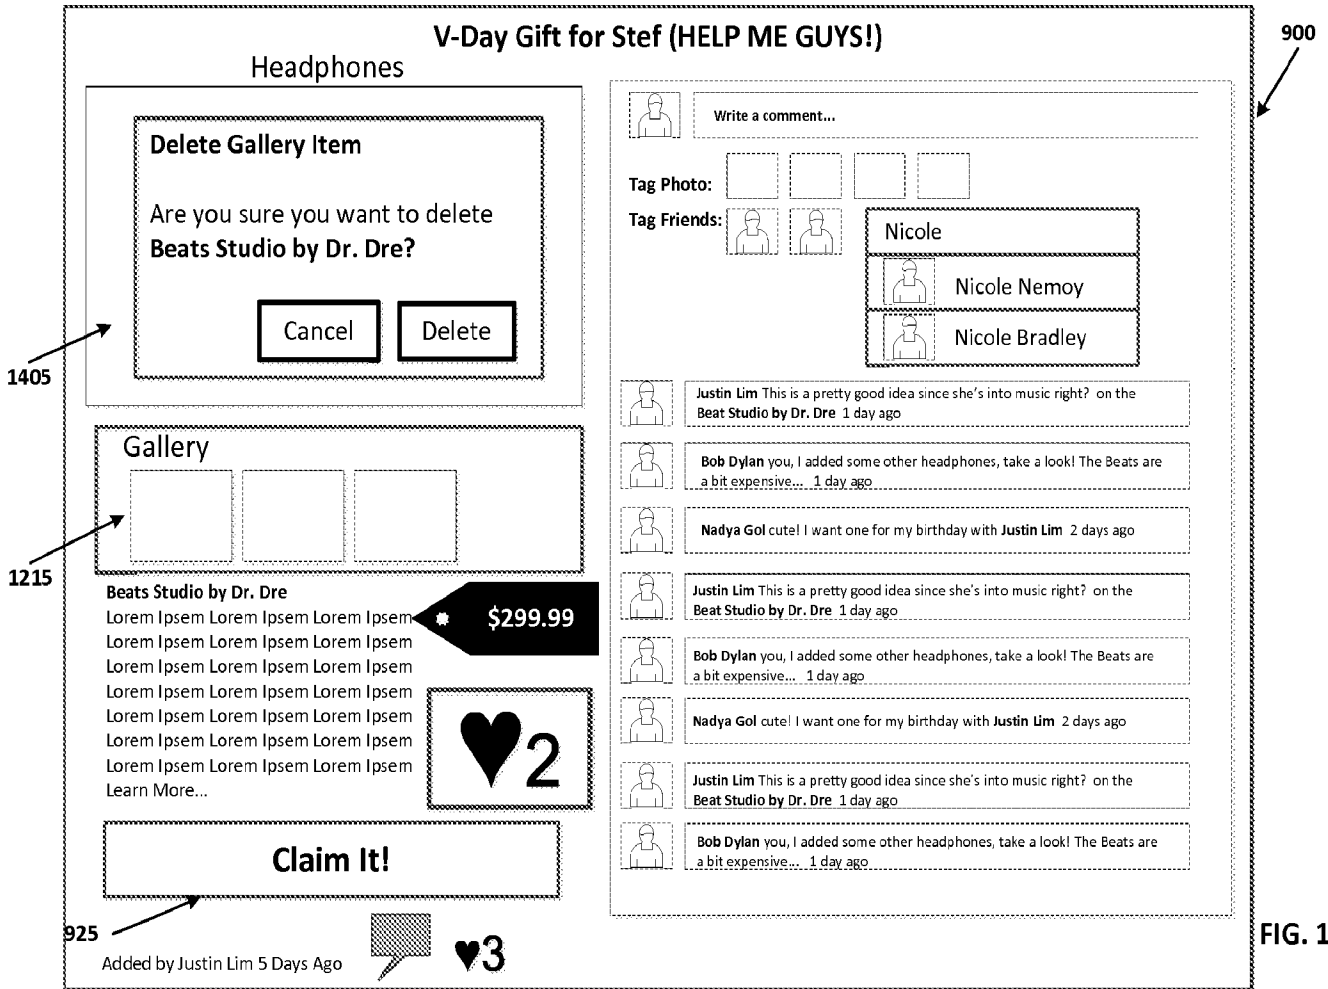 V-Day Gift for Stef (HELP ME GUYS!)
900
Headphones
Delete Gallery Item
Are you sure you want to delete
Beats Studio by Dr. Dre?
Cancel
Delete
1405
Gallery
1215
Beats Studio by Dr. Dre
Lorem Ipsem Lorem Ipsem Lorem Ipsem
Lorem Ipsem Lorem Ipsem Lorem Ipsem
Lorem Ipsem Lorem Ipsem Lorem Ipsem
Lorem Ipsem Lorem Ipsem Lorem Ipsem
Lorem Ipsem Lorem Ipsem Lorem Ipsem
Lorem Ipsem Lorem Ipsem Lorem Ipsem
Lorem Ipsem Lorem Ipsem Lorem Ipsem
Learn More...
$299.99
2
Claim It!
925
Added by Justin Lim 5 Days Ago
3
Write a comment...
Tag Photo:
Tag Friends:
Nicole
Nicole Nemoy
Nicole Bradley
Justin Lim This is a pretty good idea since she's into music right? on the
Beat Studio by Dr. Dre 1 day ago
Bob Dylan you, I added some other headphones, take a look! The Beats are
a bit expensive... 1 day ago
Nadya Gol cute! I want one for my birthday with Justin Lim 2 days ago
Justin Lim This is a pretty good idea since she's into music right? on the
Beat Studio by Dr. Dre 1 day ago
Bob Dylan you, I added some other headphones, take a look! The Beats are
a bit expensive... 1 day ago
Nadya Gol cute! I want one for my birthday with Justin Lim 2 days ago
Justin Lim This is a pretty good idea since she's into music right? on the
Beat Studio by Dr. Dre 1 day ago
Bob Dylan you, I added some other headphones, take a look! The Beats are
a bit expensive... 1 day ago
FIG. 1